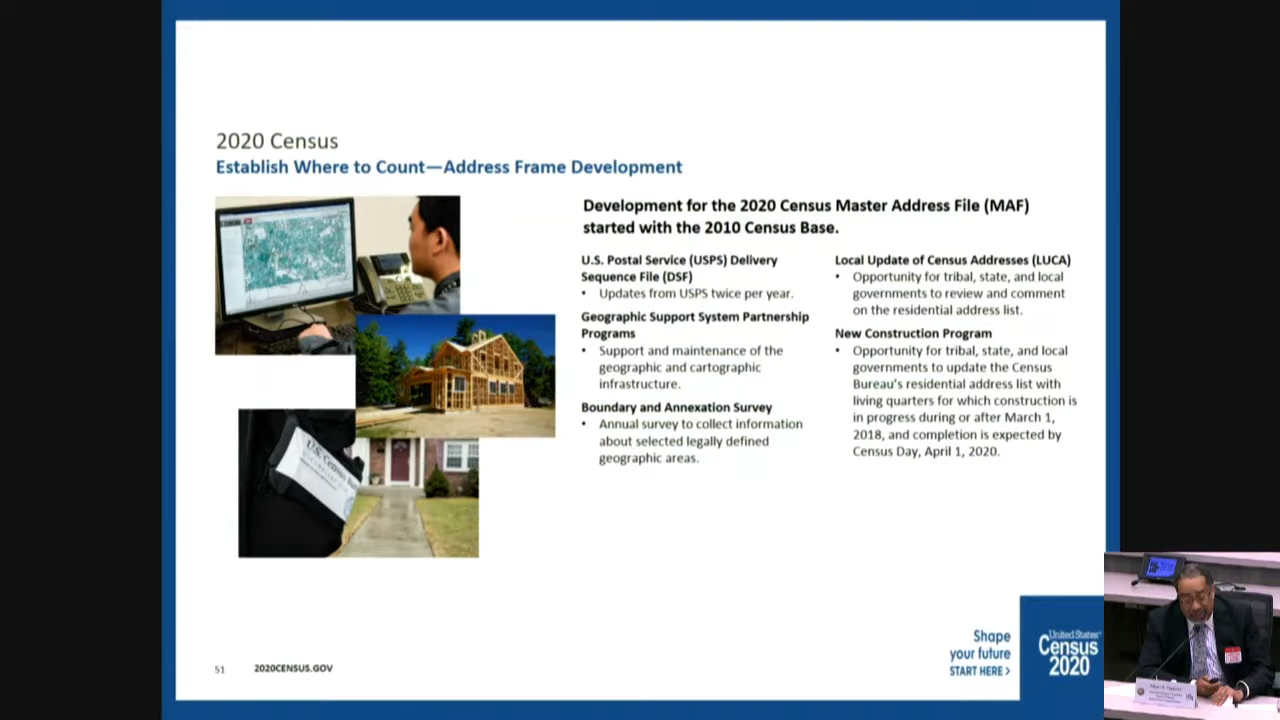 2020 Census
Establish Where to Count—Address Frame Development
Development for the 2020 Census Master Address File (MAF)
started with the 2010 Census Base.
U.S. Postal Service (USPS) Delivery
Sequence File (DSF)
• Updates from USPS twice per year.
Geographic Support System Partnership
Programs
• Support and maintenance of the
geographic and cartographic
infrastructure.
Boundary and Annexation Survey
• Annual survey to collect information
about selected legally defined
geographic areas.
Local Update of Census Addresses (LUCA)
• Opportunity for tribal, state, and local
governments to review and comment
on the residential address list.
New Construction Program
• Opportunity for tribal, state, and local
governments to update the Census
Bureau's residential address list with
living quarters for which construction is
in progress during or after March 1,
2018, and completion is expected by
Census Day, April 1, 2020.
U.S. Census
51 2020CENSUS.GOV
Shape
your future
START HERE >
United States®
Census
2020